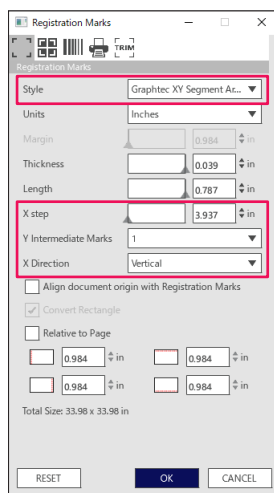 Registration Marks
TRIM
Registration Marks
Style Graphtec XY Segment Ar...
Units Inches
Margin 0.984 in
Thickness 0.039 in
Length 0.787 in
X step 3.937 in
Y Intermediate Marks 1
X Direction Vertical
Align document origin with Registration Marks
Convert Rectangle
Relative to Page
0.984 in 0.984 in
0.984 in 0.984 in
Total Size: 33.98 x 33.98 in
RESET OK CANCEL